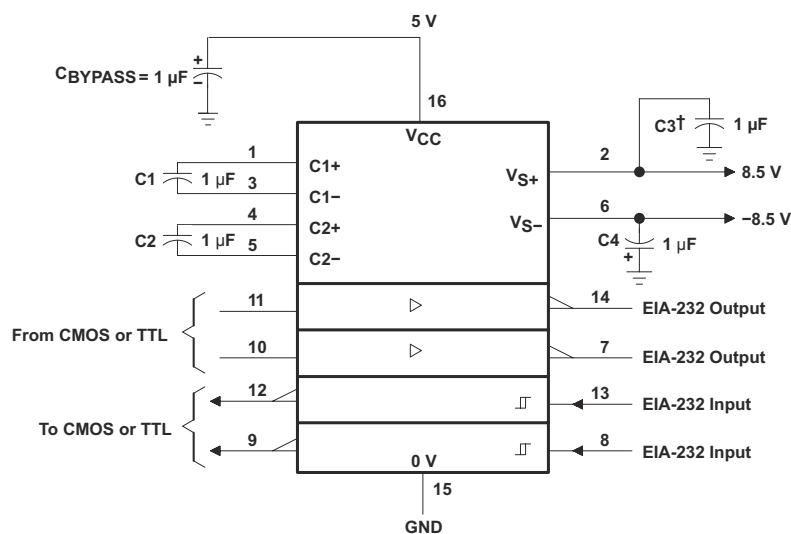 5 V
CBYPASS = 1 µF
+
−
16
VCC
C3†
1 µF
1
C1+
2
C1
1 µF
VS+
8.5 V
3
C1−
4
C2+
6
VS−
−8.5 V
C2
1 µF
5
C2−
C4
+
1 µF
From CMOS or TTL
11
14
EIA-232 Output
10
7
EIA-232 Output
To CMOS or TTL
12
13
EIA-232 Input
9
8
EIA-232 Input
0 V
15
GND